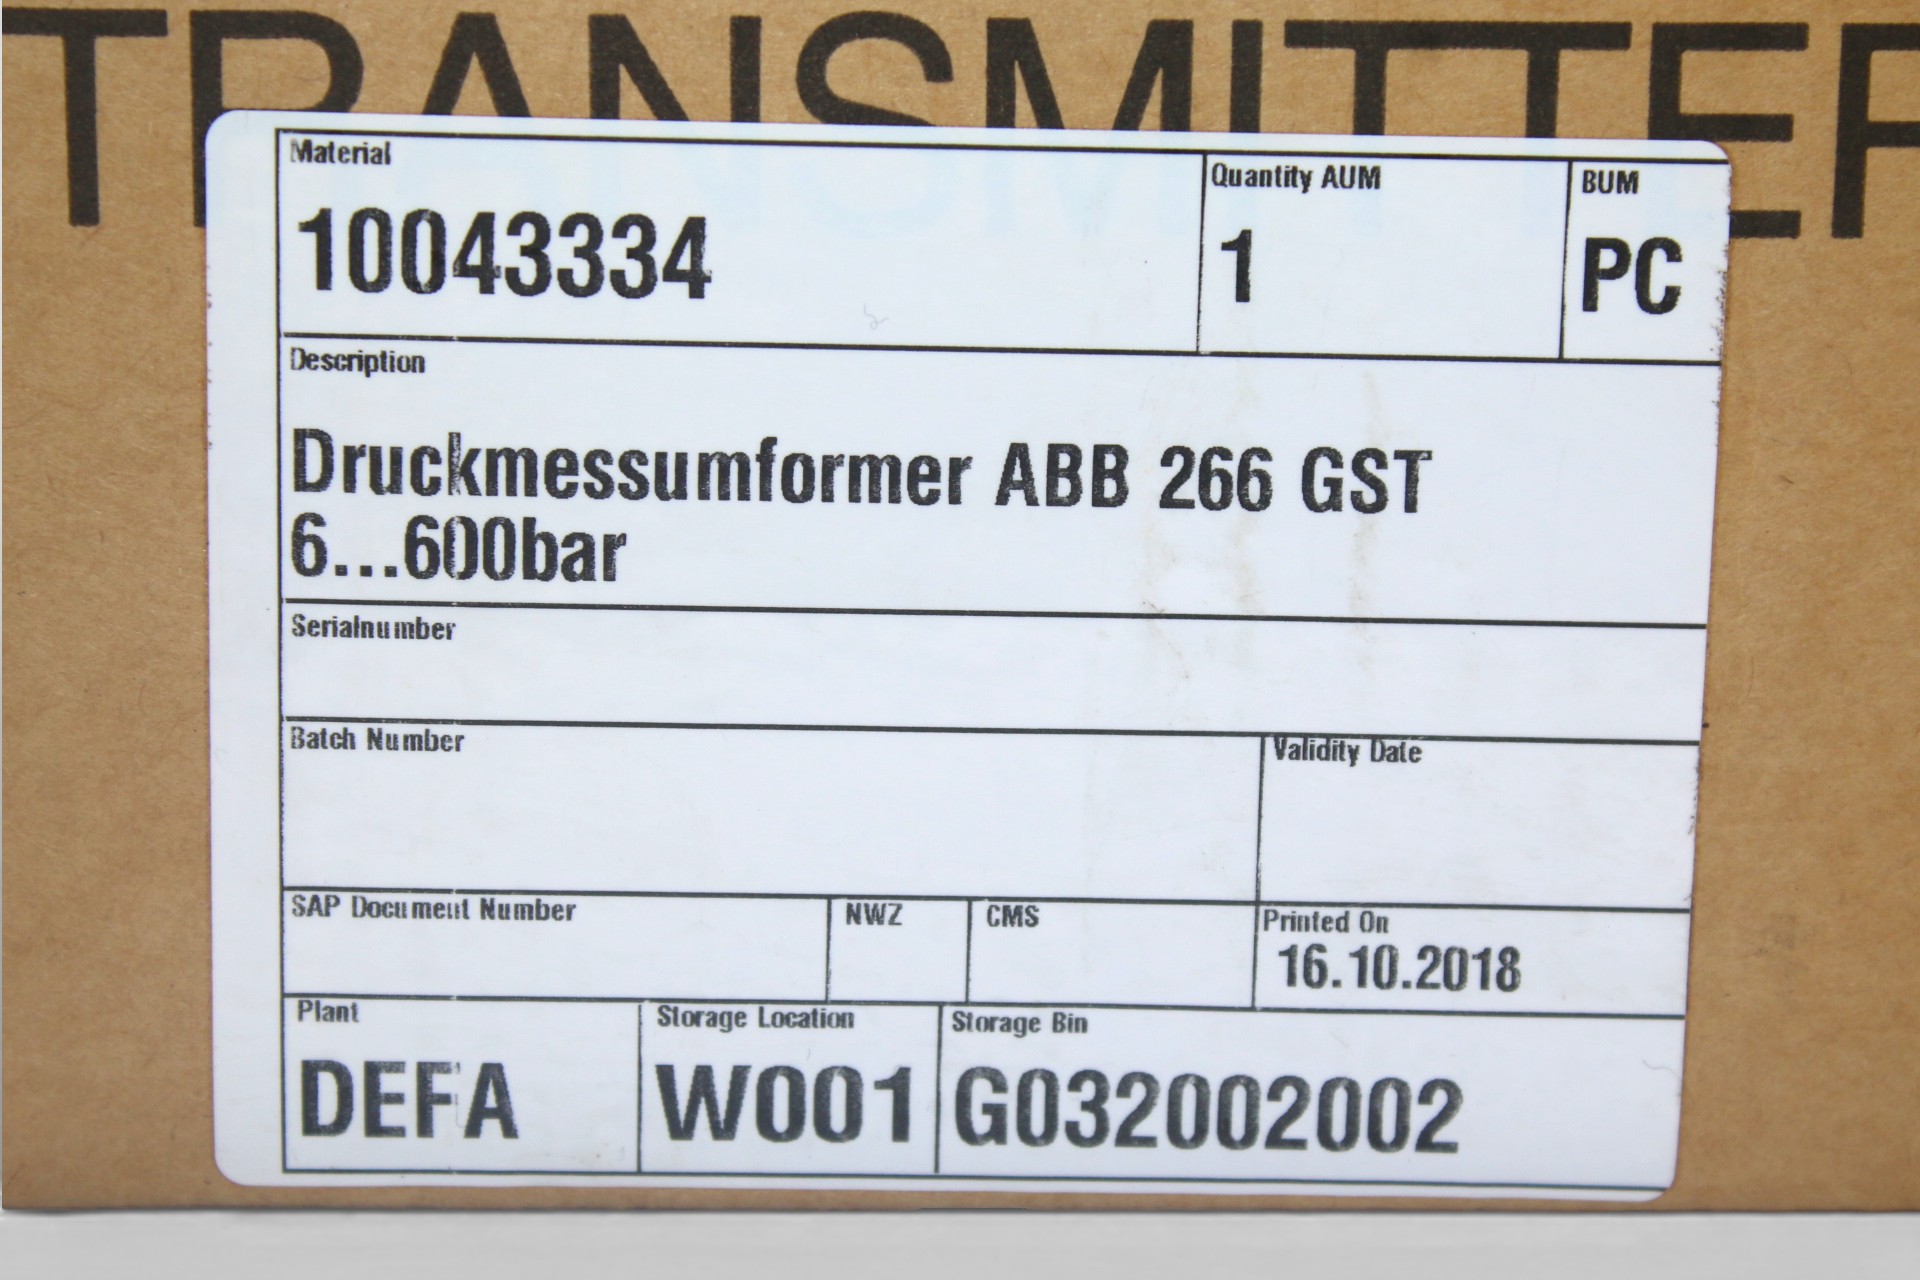 TRANSMITTER
Material
10043334
Quantity AUM
1
BUM
PC
Description
Druckmessumformer ABB 266 GST
6...600bar
Serialnumber
Batch Number
Validity Date
SAP Document Number
NWZ
CMS
Printed On
16.10.2018
Plant
DEFA
Storage Location
W001
Storage Bin
G032002002